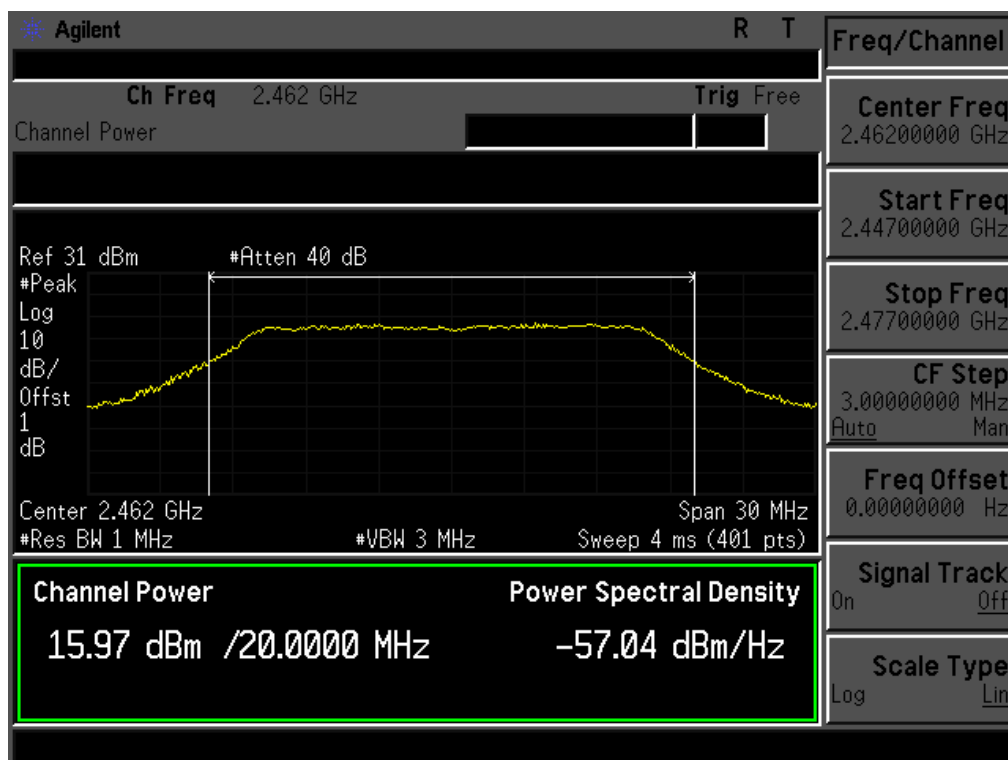 Agilent R T
Ch Freq 2.462 GHz Trig Free
Channel Power
Ref 31 dBm #Atten 40 dB
#Peak
Log
10
dB/
Offst
1
dB
Center 2.462 GHz Span 30 MHz
#Res BW 1 MHz #VBW 3 MHz Sweep 4 ms (401 pts)
Channel Power Power Spectral Density
15.97 dBm /20.0000 MHz -57.04 dBm/Hz
Freq/Channel
Center Freq
2.46200000 GHz
Start Freq
2.44700000 GHz
Stop Freq
2.47700000 GHz
CF Step
3.00000000 MHz
Auto Man
Freq Offset
0.00000000 Hz
Signal Track
On Off
Scale Type
Log Lin